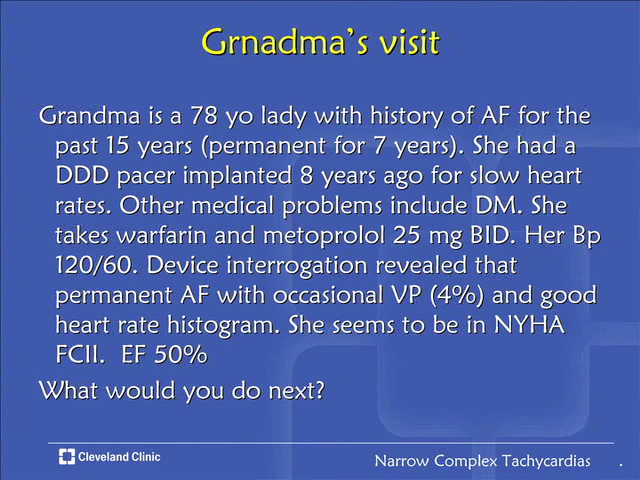 Grnadma's visit
Grandma is a 78 yo lady with history of AF for the
past 15 years (permanent for 7 years). She had a
DDD pacer implanted 8 years ago for slow heart
rates. Other medical problems include DM. She
takes warfarin and metoprolol 25 mg BID. Her Bp
120/60. Device interrogation revealed that
permanent AF with occasional VP (4%) and good
heart rate histogram. She seems to be in NYHA
FCII. EF 50%
What would you do next?
Cleveland Clinic
Narrow Complex Tachycardias .